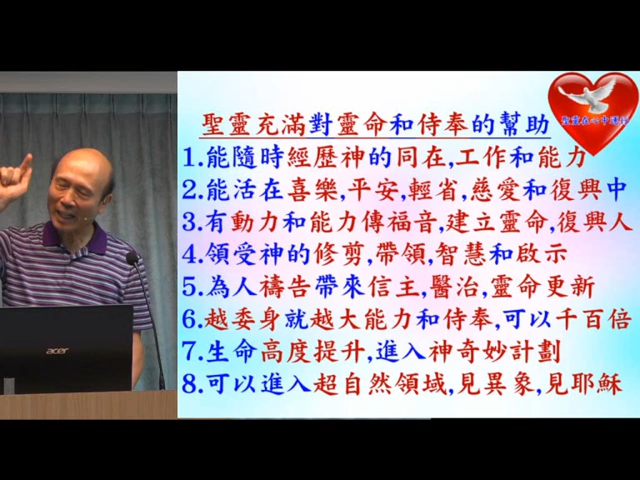 聖靈充滿對靈命和侍奉的幫助
聖靈在心中運行
1.能隨時經歷神的同在,工作和能力
2.能活在喜樂,平安,輕省,慈愛和復興中
3.有動力和能力傳福音,建立靈命,復興人
4.領受神的修剪,帶領,智慧和啟示
5.為人禱告帶來信主,醫治,靈命更新
6.越委身就越大能力和侍奉,可以千百倍
7.生命高度提升,進入神奇妙計劃
8.可以進入超自然領域,見異象,見耶穌
acer